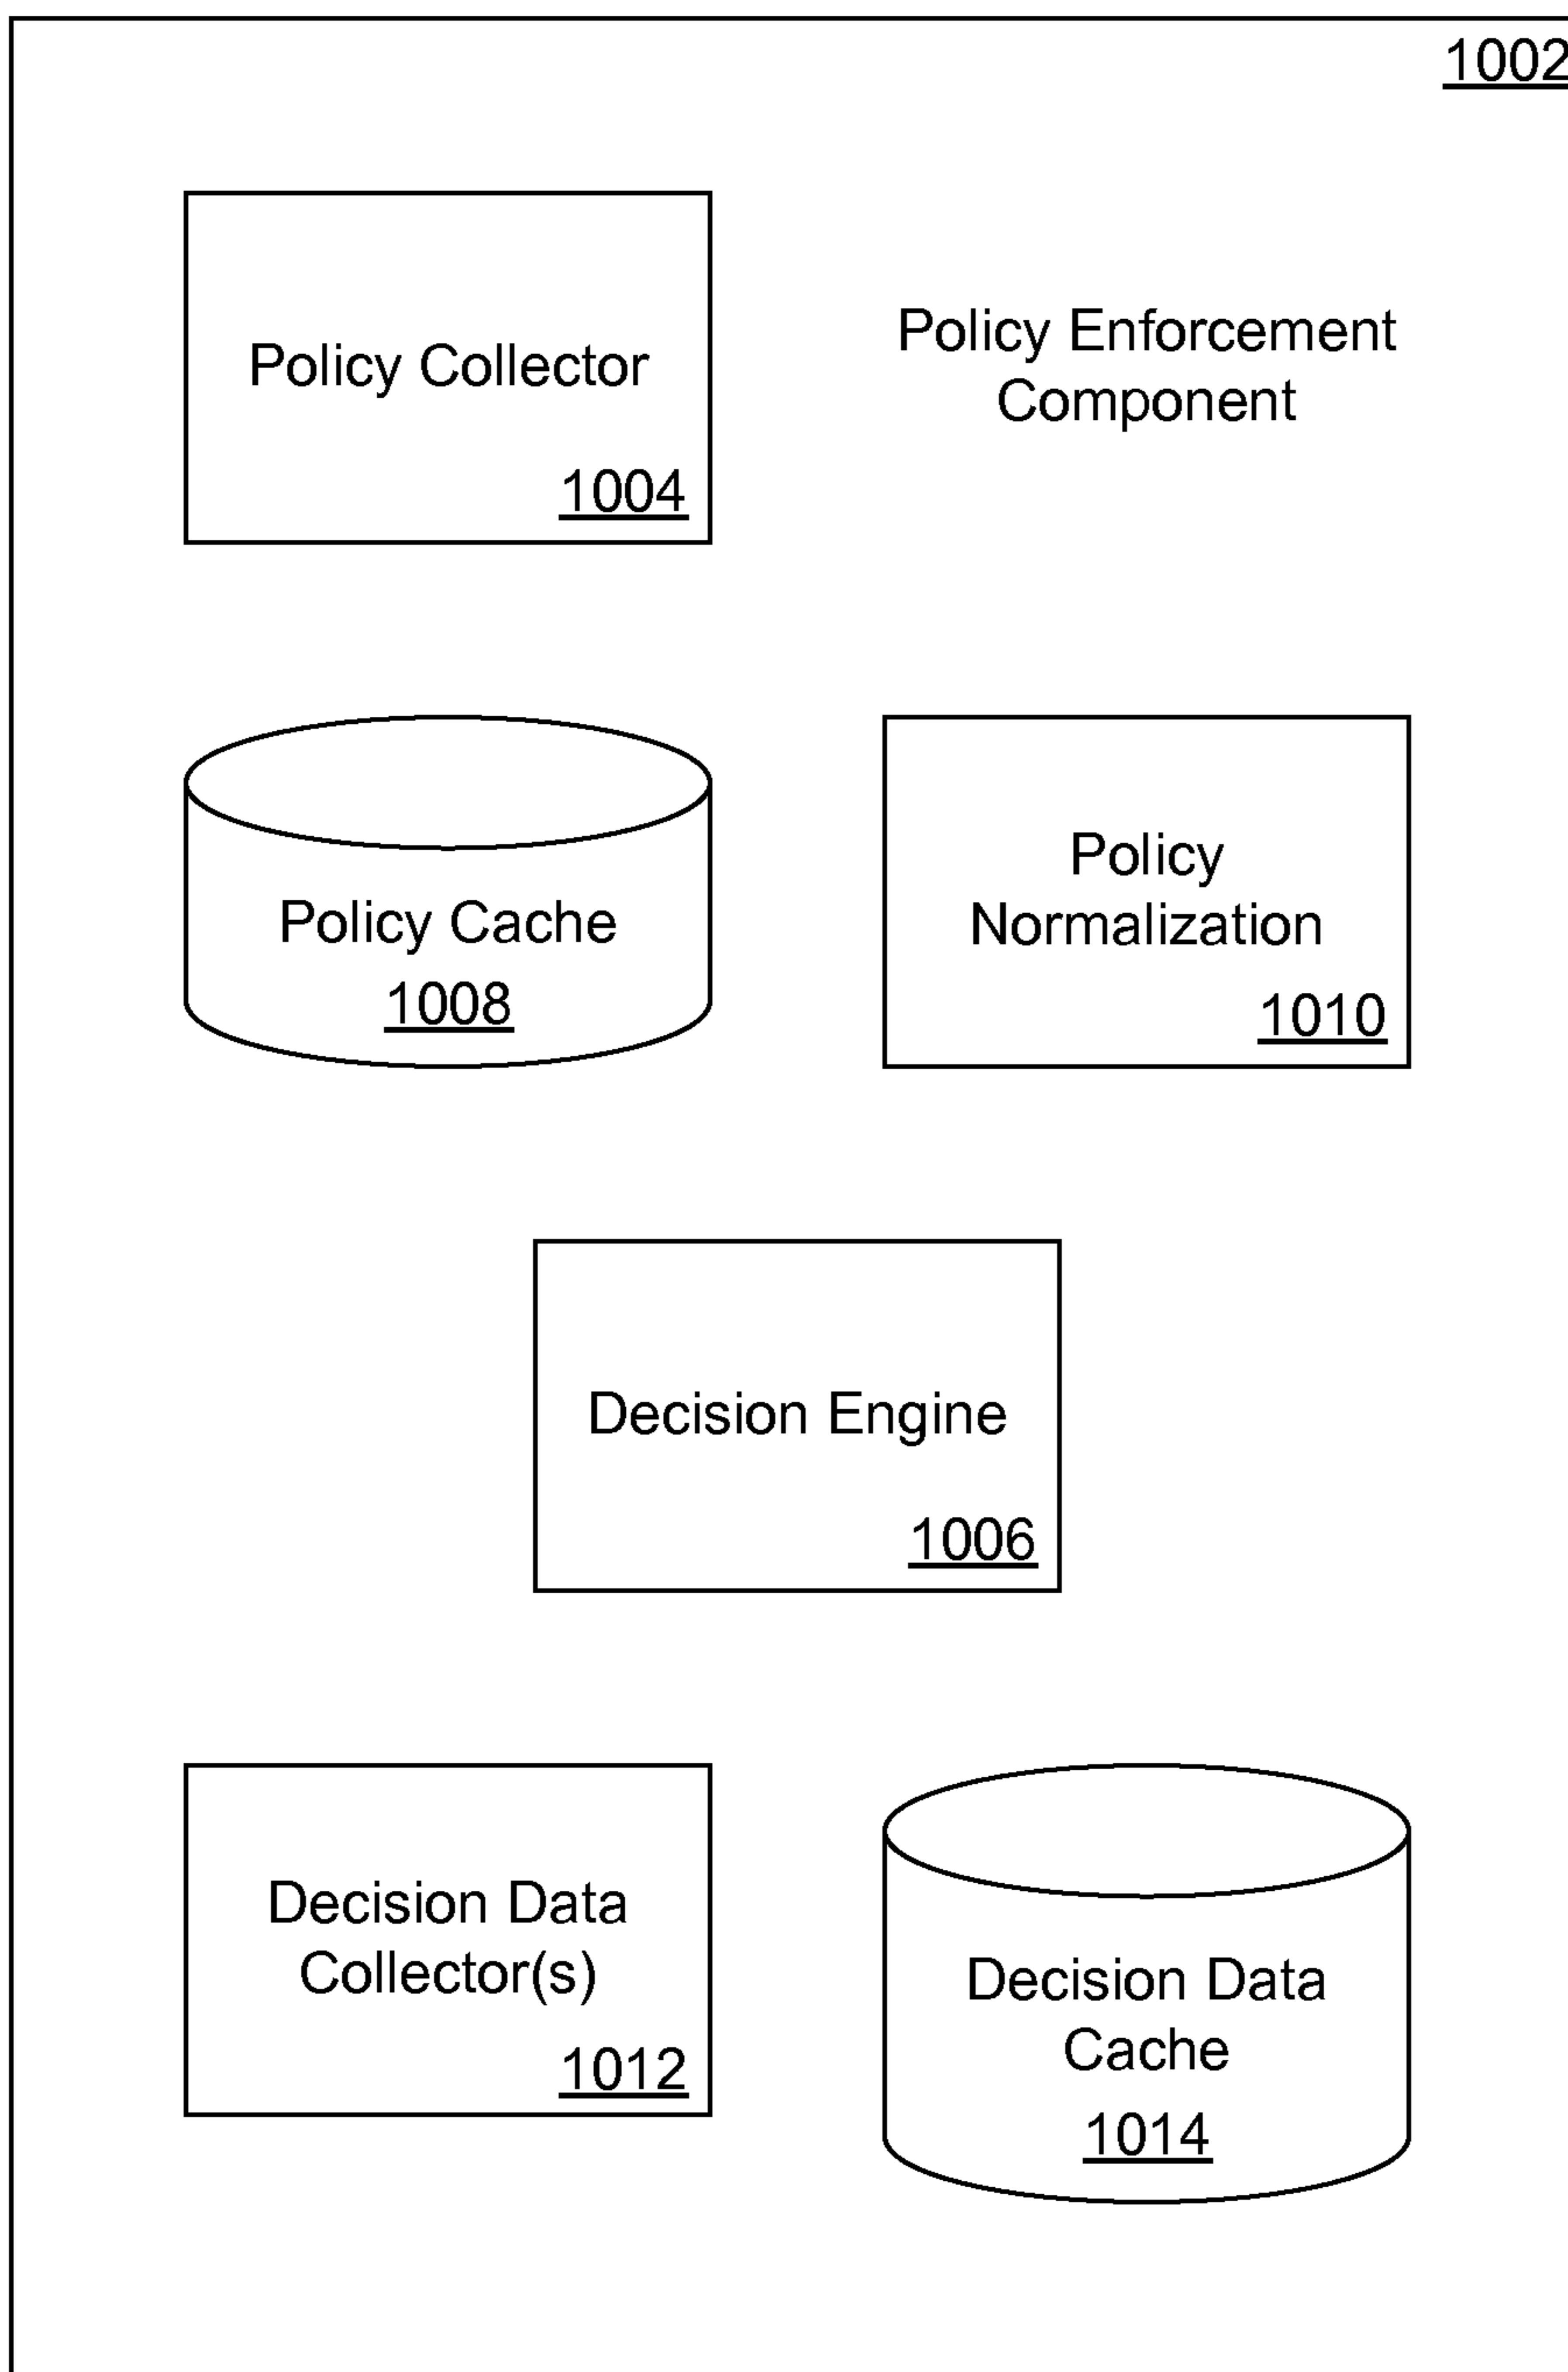 1002
Policy Collector
1004
Policy Enforcement
Component
Policy Cache
1008
Policy
Normalization
1010
Decision Engine
1006
Decision Data
Collector(s)
1012
Decision Data
Cache
1014